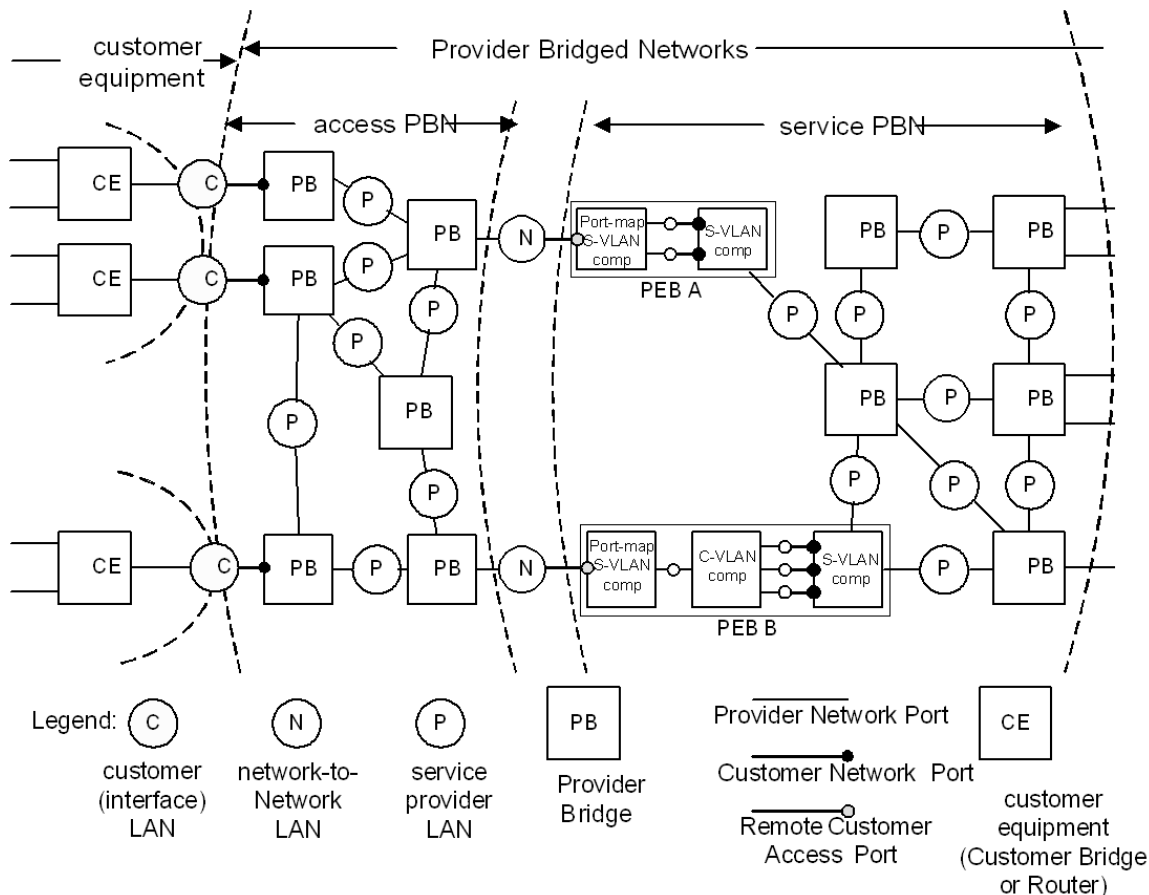 customer
equipment
Provider Bridged Networks
access PBN
service PBN
CE
C
PB
P
PB
N
Port-map
S-VLAN
comp
S-VLAN
comp
PEB A
PB
P
PB
CE
C
PB
P
P
P
P
P
P
PB
P
PB
P
PB
P
PB
P
P
P
P
CE
C
PB
P
PB
N
Port-map
S-VLAN
comp
C-VLAN
comp
S-VLAN
comp
PEB B
P
PB
Legend:
C
customer
(interface)
LAN
N
network-to-
Network
LAN
P
service
provider
LAN
PB
Provider
Bridge
Provider Network Port
Customer Network Port
Remote Customer
Access Port
CE
customer
equipment
(Customer Bridge
or Router)